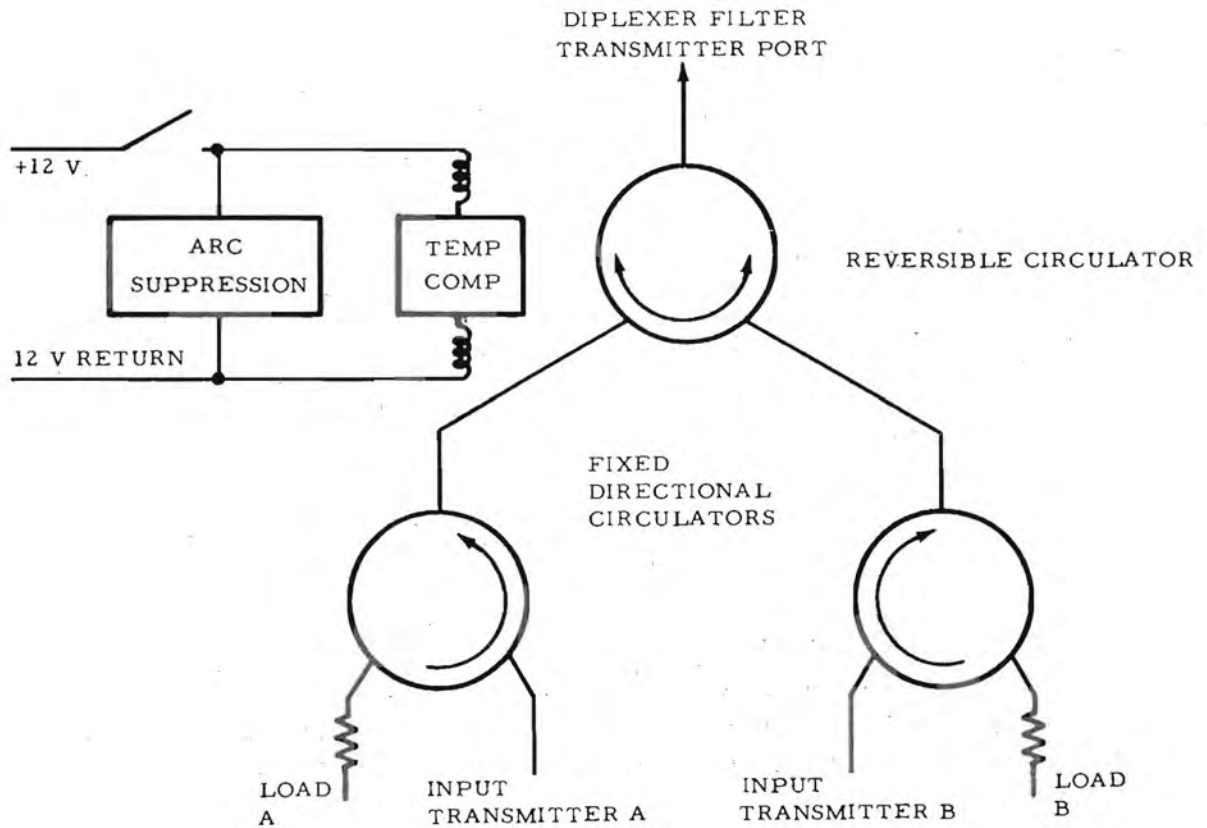 DIPLEXER FILTER
TRANSMITTER PORT
+12 V
ARC
SUPPRESSION
TEMP
COMP
REVERSIBLE CIRCULATOR
12 V RETURN
FIXED
DIRECTIONAL
CIRCULATORS
LOAD
A
INPUT
TRANSMITTER A
INPUT
TRANSMITTER B
LOAD
B